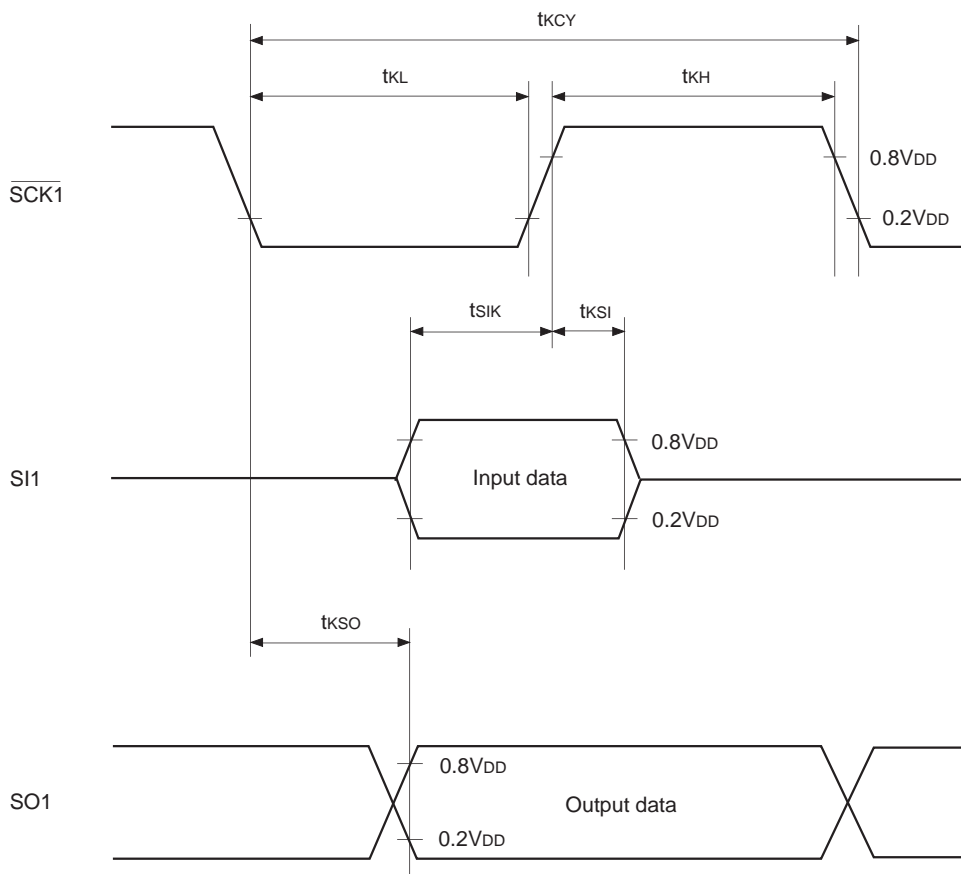 tKCY
tKL
tKH
SCK1
0.8VDD
0.2VDD
tSIK
tKSI
SI1
Input data
0.8VDD
0.2VDD
tKSO
SO1
0.8VDD
Output data
0.2VDD